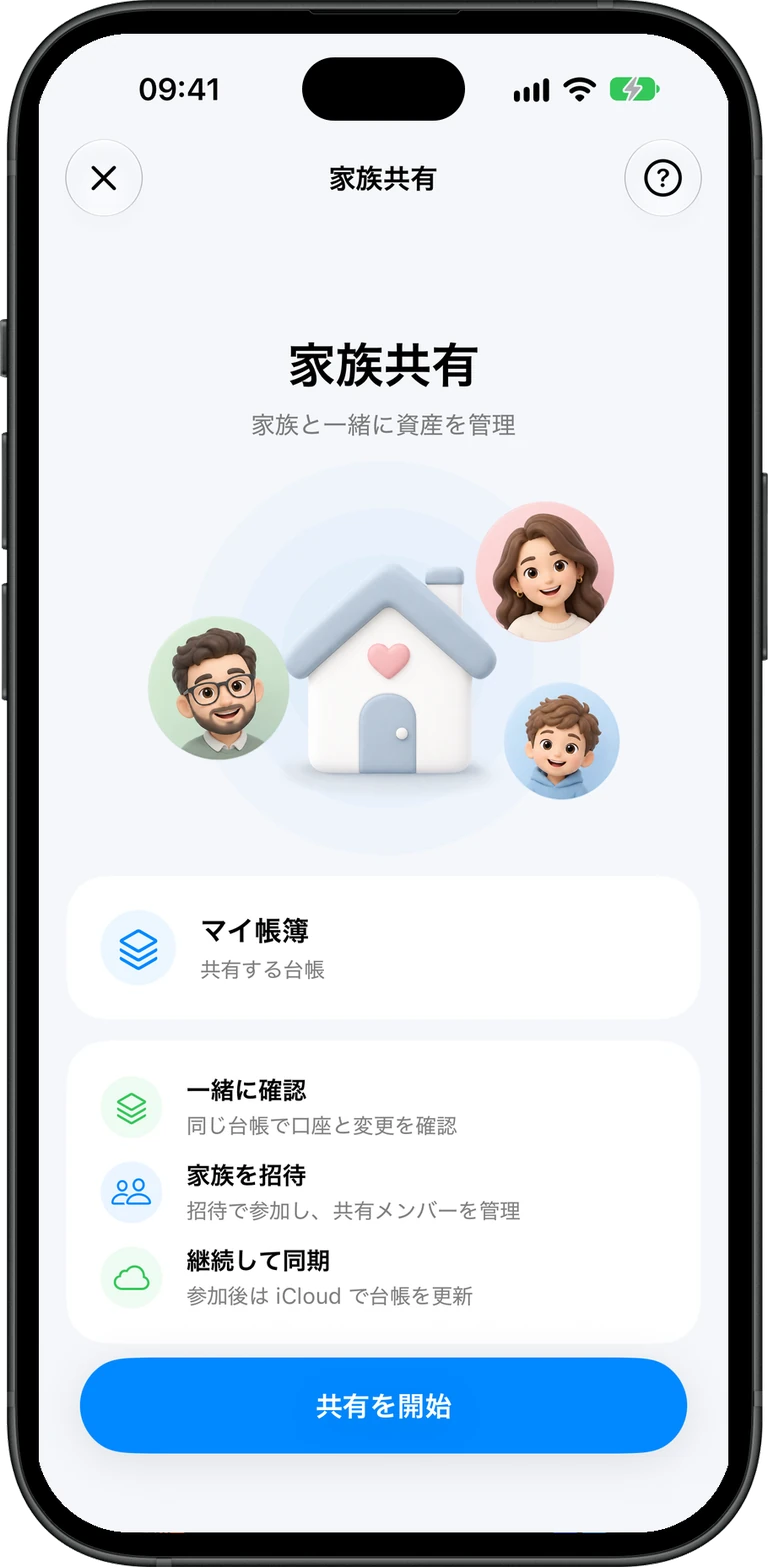 09:41
家族共有
家族共有
家族と一緒に資産を管理
マイ帳簿
共有する台帳
一緒に確認
同じ台帳で口座と変更を確認
家族を招待
招待で参加し、共有メンバーを管理
継続して同期
参加後は iCloud で台帳を更新
共有を開始